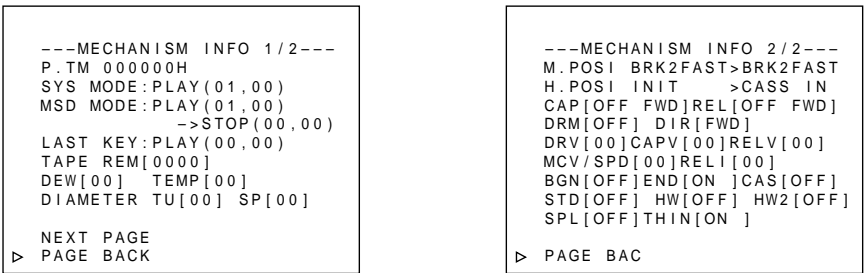 ---MECHANISM INFO 1/2---
P.TM 000000H
SYS MODE:PLAY(01,00)
MSD MODE:PLAY(01,00)
->STOP(00,00)
LAST KEY:PLAY(00,00)
TAPE REM[0000]
DEW[00] TEMP[00]
DIAMETER TU[00] SP[00]
NEXT PAGE
▷ PAGE BACK
---MECHANISM INFO 2/2---
M.POSI BRK2FAST>BRK2FAST
H.POSI INIT >CASS IN
CAP[OFF FWD]REL[OFF FWD]
DRM[OFF] DIR[FWD]
DRV[00]CAPV[00]RELV[00]
MCV/SPD[00]RELI[00]
BGN[OFF]END[ON ]CAS[OFF]
STD[OFF] HW[OFF] HW2[OFF]
SPL[OFF]THIN[ON ]
▷ PAGE BAC